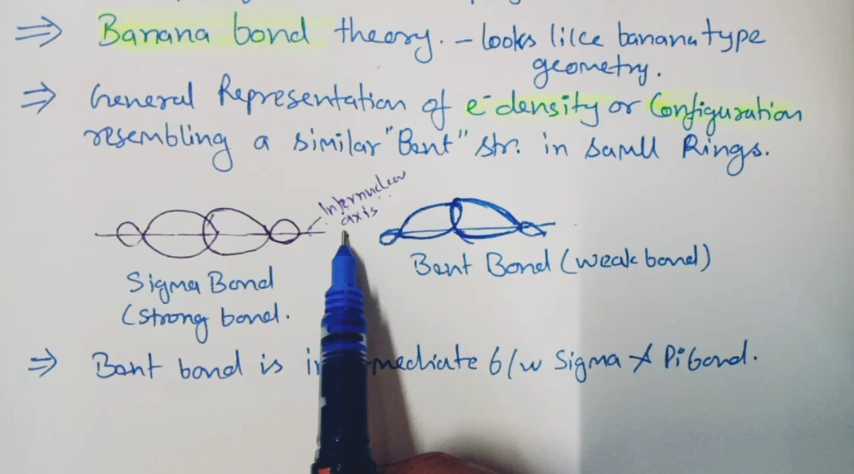 ⇒ Banana bond theory. - looks like banana type
geometry.
⇒ General Representation of e⁻density or Configuration
resembling a similar "Bent" str. in samll Rings.
Internuclear
axis
Sigma Bond
(strong bond.
Bent Bond (weak bond)
⇒ Bent bond is mediate b/w Sigma & Pi bond.